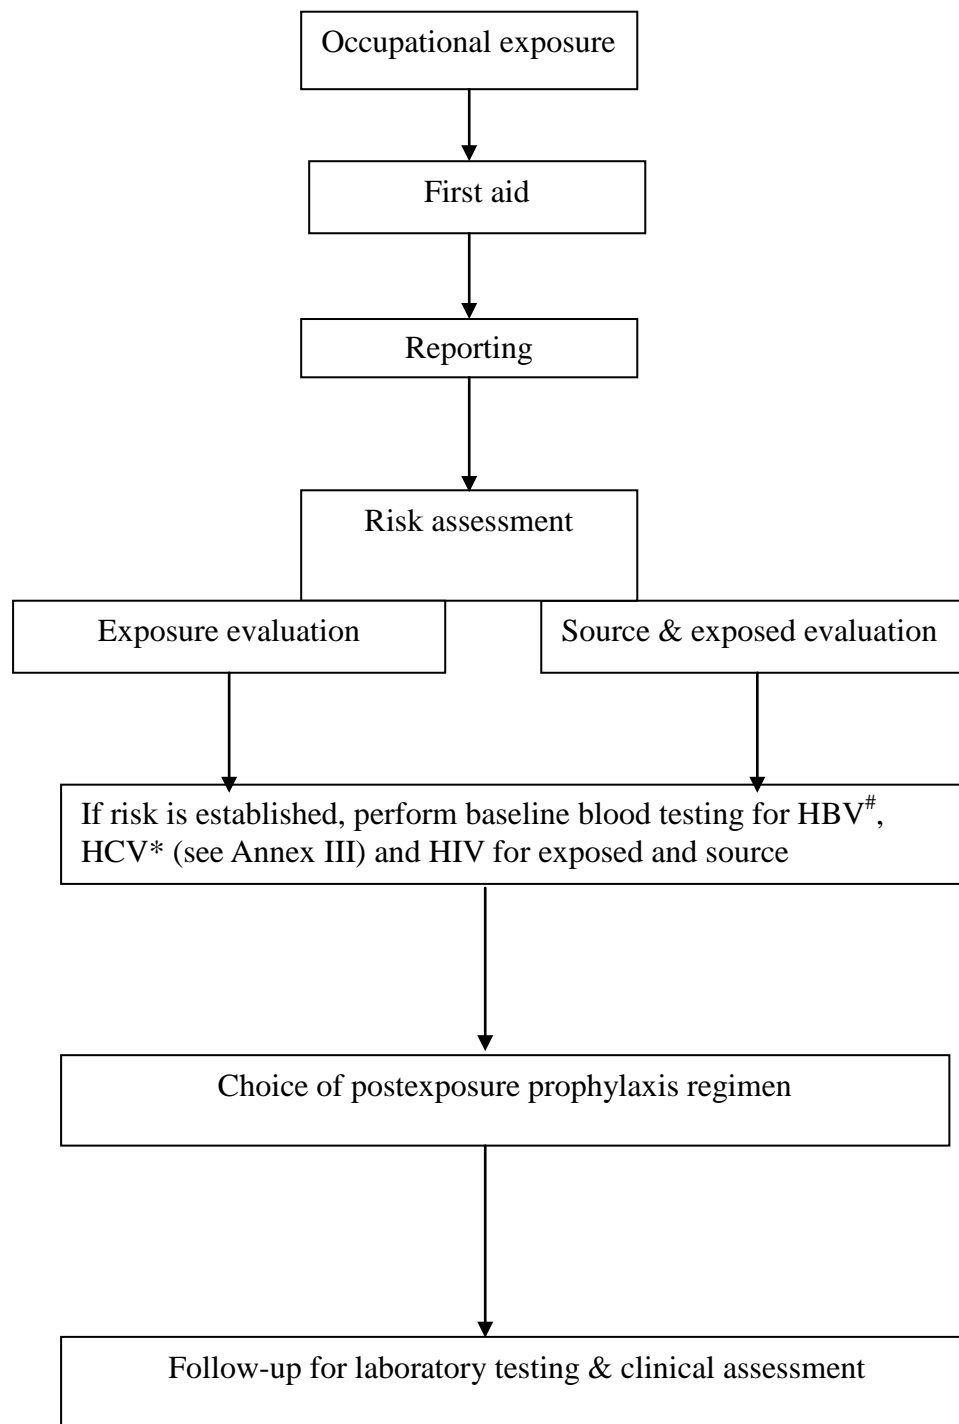 Occupational exposure
First aid
Reporting
Risk assessment
Exposure evaluation
Source & exposed evaluation
If risk is established, perform baseline blood testing for HBV#,
HCV* (see Annex III) and HIV for exposed and source
Choice of postexposure prophylaxis regimen
Follow-up for laboratory testing & clinical assessment